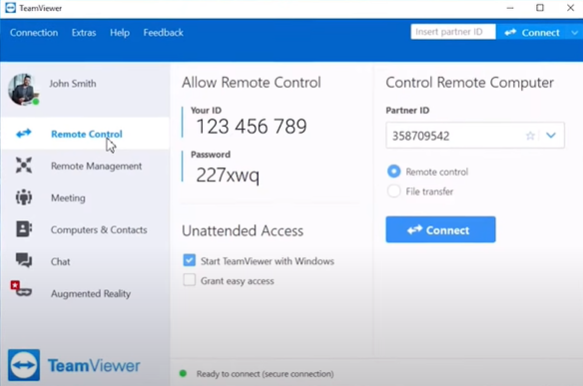 TeamViewer
Connection Extras Help Feedback
Insert partner ID
Connect
John Smith
Remote Control
Remote Management
Meeting
Computers & Contacts
Chat
Augmented Reality
TeamViewer
Allow Remote Control
Your ID
123 456 789
Password
227xwq
Unattended Access
Start TeamViewer with Windows
Grant easy access
Control Remote Computer
Partner ID
358709542
Remote control
File transfer
Connect
Ready to connect (secure connection)